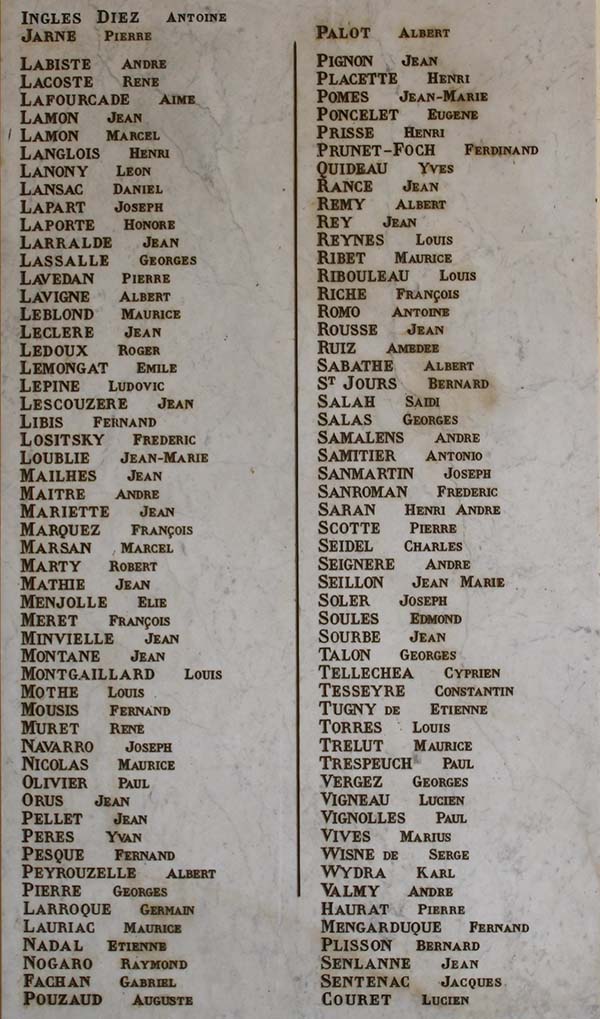 INGLES DIEZ ANTOINE
JARNE PIERRE
LABISTE ANDRE
LACOSTE RENE
LAFOURCADE AIME
LAMON JEAN
LAMON MARCEL
LANGLOIS HENRI
LANONY LEON
LANSAC DANIEL
LAPART JOSEPH
LAPORTE HONORE
LARRALDE JEAN
LASSALLE GEORGES
LAVEDAN PIERRE
LAVIGNE ALBERT
LEBLOND MAURICE
LECLERE JEAN
LEDOUX ROGER
LEMONGAT EMILE
LEPINE LUDOVIC
LESCOUZERE JEAN
LIBIS FERNAND
LOSITSKY FREDERIC
LOUBLIE JEAN-MARIE
MAILHES JEAN
MAITRE ANDRE
MARIETTE JEAN
MARQUEZ FRANÇOIS
MARSAN MARCEL
MARTY ROBERT
MATHIE JEAN
MENJOLLE ELIE
MERET FRANÇOIS
MINVIELLE JEAN
MONTANE JEAN
MONTGAILLARD LOUIS
MOTHE LOUIS
MOUSIS FERNAND
MURET RENE
NAVARRO JOSEPH
NICOLAS MAURICE
OLIVIER PAUL
ORUS JEAN
PELLET JEAN
PERES YVAN
PESQUE FERNAND
PEYROUZELLE ALBERT
PIERRE GEORGES
LARROQUE GERMAIN
LAURIAC MAURICE
NADAL ETIENNE
NOGARO RAYMOND
FACHAN GABRIEL
POUZAUD AUGUSTE
PALOT ALBERT
PIGNON JEAN
PLACETTE HENRI
POMES JEAN-MARIE
PONCELET EUGENE
PRISSE HENRI
PRUNET-FOCH FERDINAND
QUIDEAU YVES
RANCE JEAN
REMY ALBERT
REY JEAN
REYNES LOUIS
RIBET MAURICE
RIBOULEAU LOUIS
RICHE FRANÇOIS
ROMO ANTOINE
ROUSSE JEAN
RUIZ AMEDEE
SABATHE ALBERT
ST JOURS BERNARD
SALAH SAIDI
SALAS GEORGES
SAMALENS ANDRE
SAMITIER ANTONIO
SANMARTIN JOSEPH
SANROMAN FREDERIC
SARAN HENRI ANDRE
SCOTTE PIERRE
SEIDEL CHARLES
SEIGNERE ANDRE
SEILLON JEAN MARIE
SOLER JOSEPH
SOULES EDMOND
SOURBE JEAN
TALON GEORGES
TELLECHEA CYPRIEN
TESSEYRE CONSTANTIN
TUGNY DE ETIENNE
TORRES LOUIS
TRELUT MAURICE
TRESPEUCH PAUL
VERGEZ GEORGES
VIGNEAU LUCIEN
VIGNOLLES PAUL
VIVES MARIUS
WISNE DE SERGE
WYDRA KARL
VALMY ANDRE
HAURAT PIERRE
MENGARDUQUE FERNAND
PLISSON BERNARD
SENLANNE JEAN
SENTENAC JACQUES
COURET LUCIEN